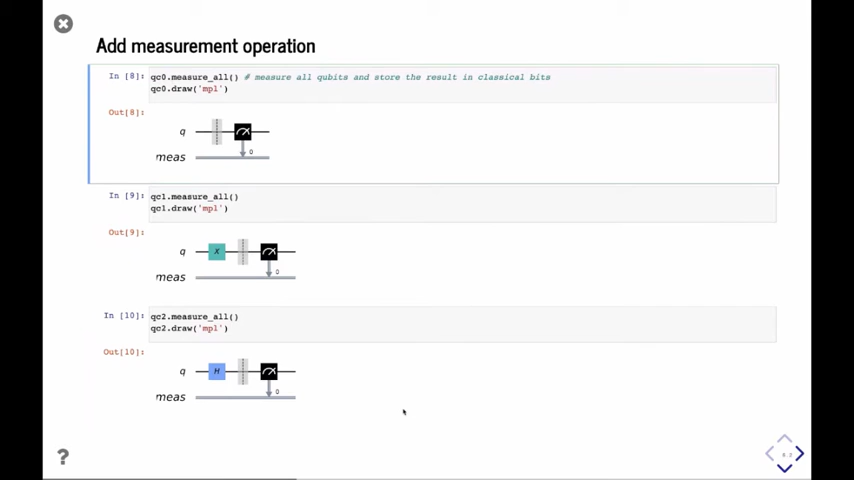 Add measurement operation
In [8]: qc0.measure_all() # measure all qubits and store the result in classical bits
qc0.draw('mpl')
Out[8]:
q
meas
0
In [9]: qc1.measure_all()
qc1.draw('mpl')
Out[9]:
q X
meas
0
In [10]: qc2.measure_all()
qc2.draw('mpl')
Out[10]:
q H
meas
0
?
8.2